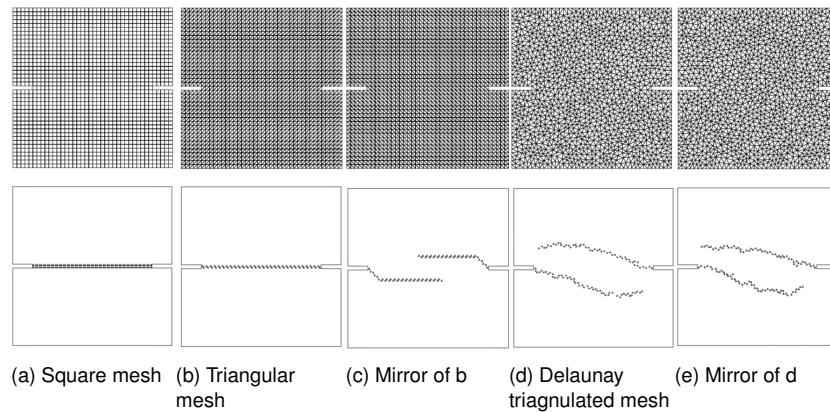 (a) Square mesh
(b) Triangular
mesh
(c) Mirror of b
(d) Delaunay
triagnulated mesh
(e) Mirror of d